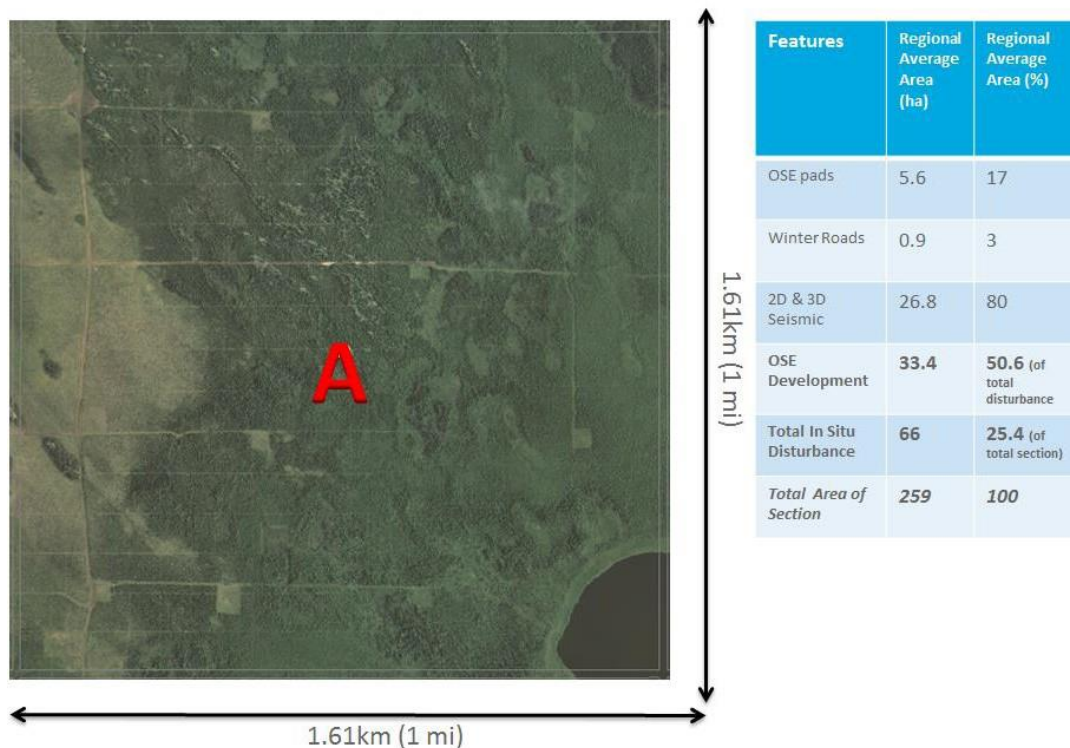 A
1.61km (1 mi)
1.61km (1 mi)
Features Regional Average Area (ha) Regional Average Area (%)
OSE pads 5.6 17
Winter Roads 0.9 3
2D & 3D Seismic 26.8 80
OSE Development 33.4 50.6 (of total disturbance
Total In Situ Disturbance 66 25.4 (of total section)
Total Area of Section 259 100